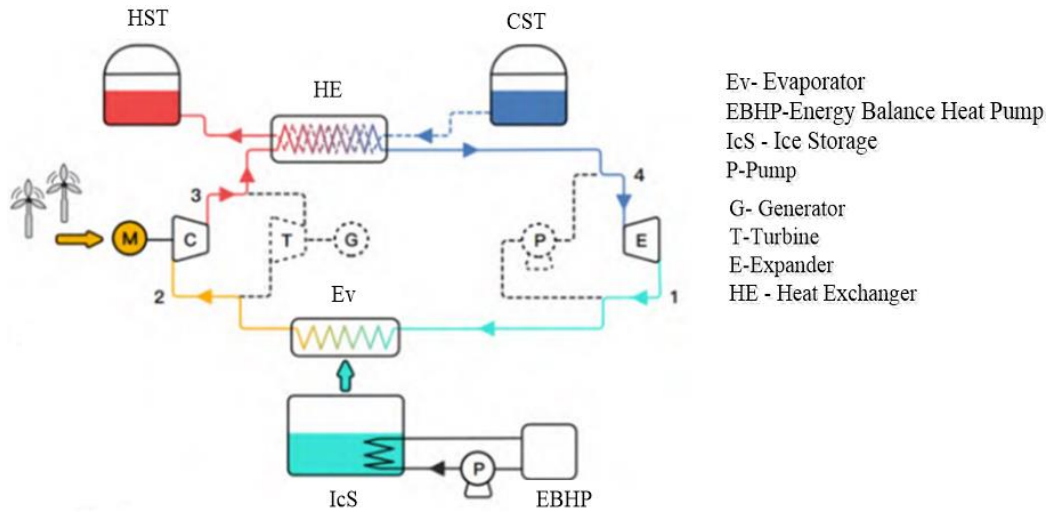 HST
CST
HE
3
4
M
C
T
G
P
E
2
1
Ev
P
IcS
EBHP
Ev- Evaporator
EBHP-Energy Balance Heat Pump
IcS - Ice Storage
P-Pump
G- Generator
T-Turbine
E-Expander
HE - Heat Exchanger